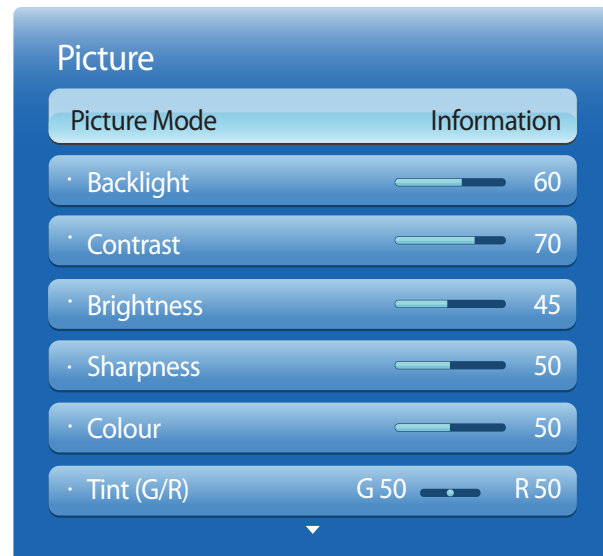 Picture
Picture Mode Information
· Backlight 60
· Contrast 70
· Brightness 45
· Sharpness 50
· Colour 50
· Tint (G/R) G 50 R 50